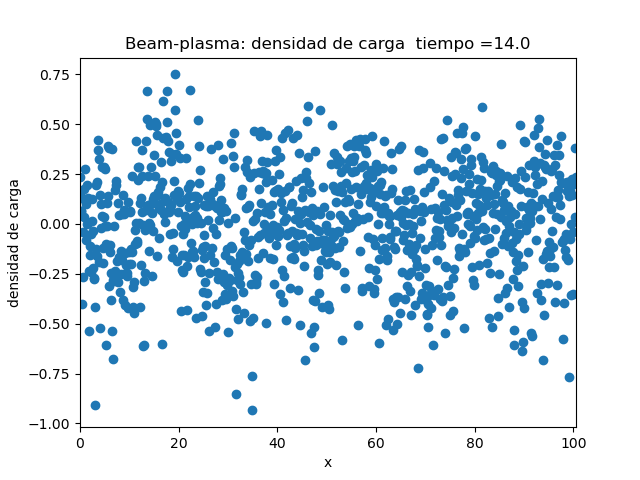 Beam-plasma: densidad de carga  tiempo =14.0
densidad de carga
0.75
0.50
0.25
0.00
−0.25
−0.50
−0.75
−1.00
0 20 40 60 80 100
x